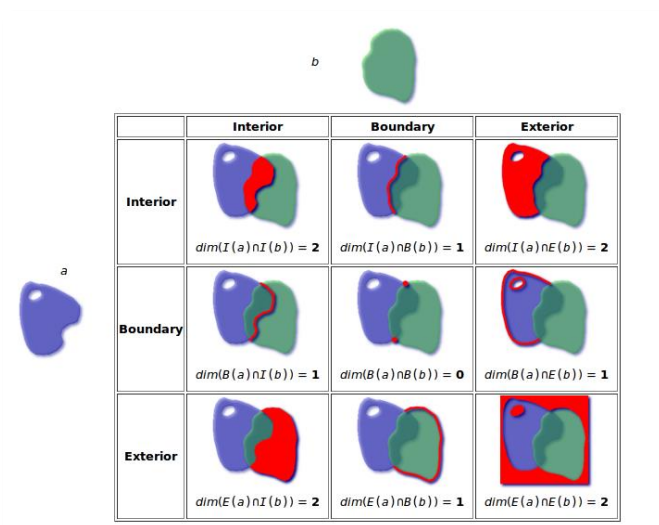 b
Interior Boundary Exterior
Interior
dim(I(a)∩I(b)) = 2 dim(I(a)∩B(b)) = 1 dim(I(a)∩E(b)) = 2
a
Boundary
dim(B(a)∩I(b)) = 1 dim(B(a)∩B(b)) = 0 dim(B(a)∩E(b)) = 1
Exterior
dim(E(a)∩I(b)) = 2 dim(E(a)∩B(b)) = 1 dim(E(a)∩E(b)) = 2